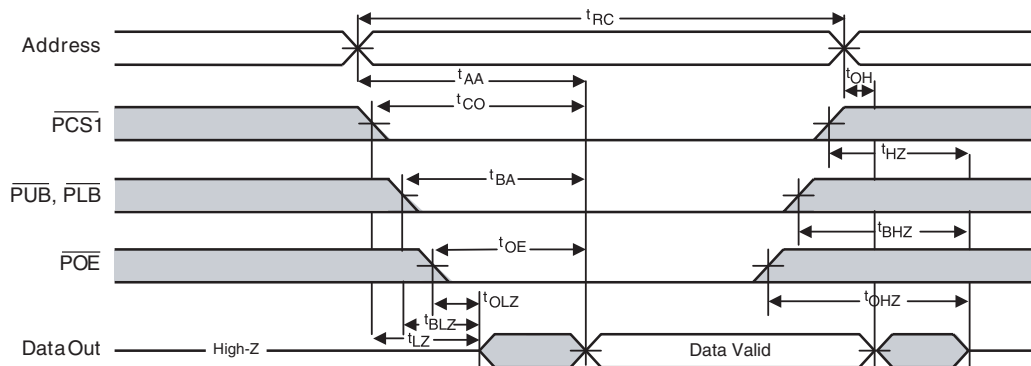 tRC
Address
tAA
tOH
tCO
PCS1
tHZ
tBA
PUB, PLB
tBHZ
tOE
POE
tOLZ
tOHZ
tBLZ
tLZ
Data Out
High-Z
Data Valid